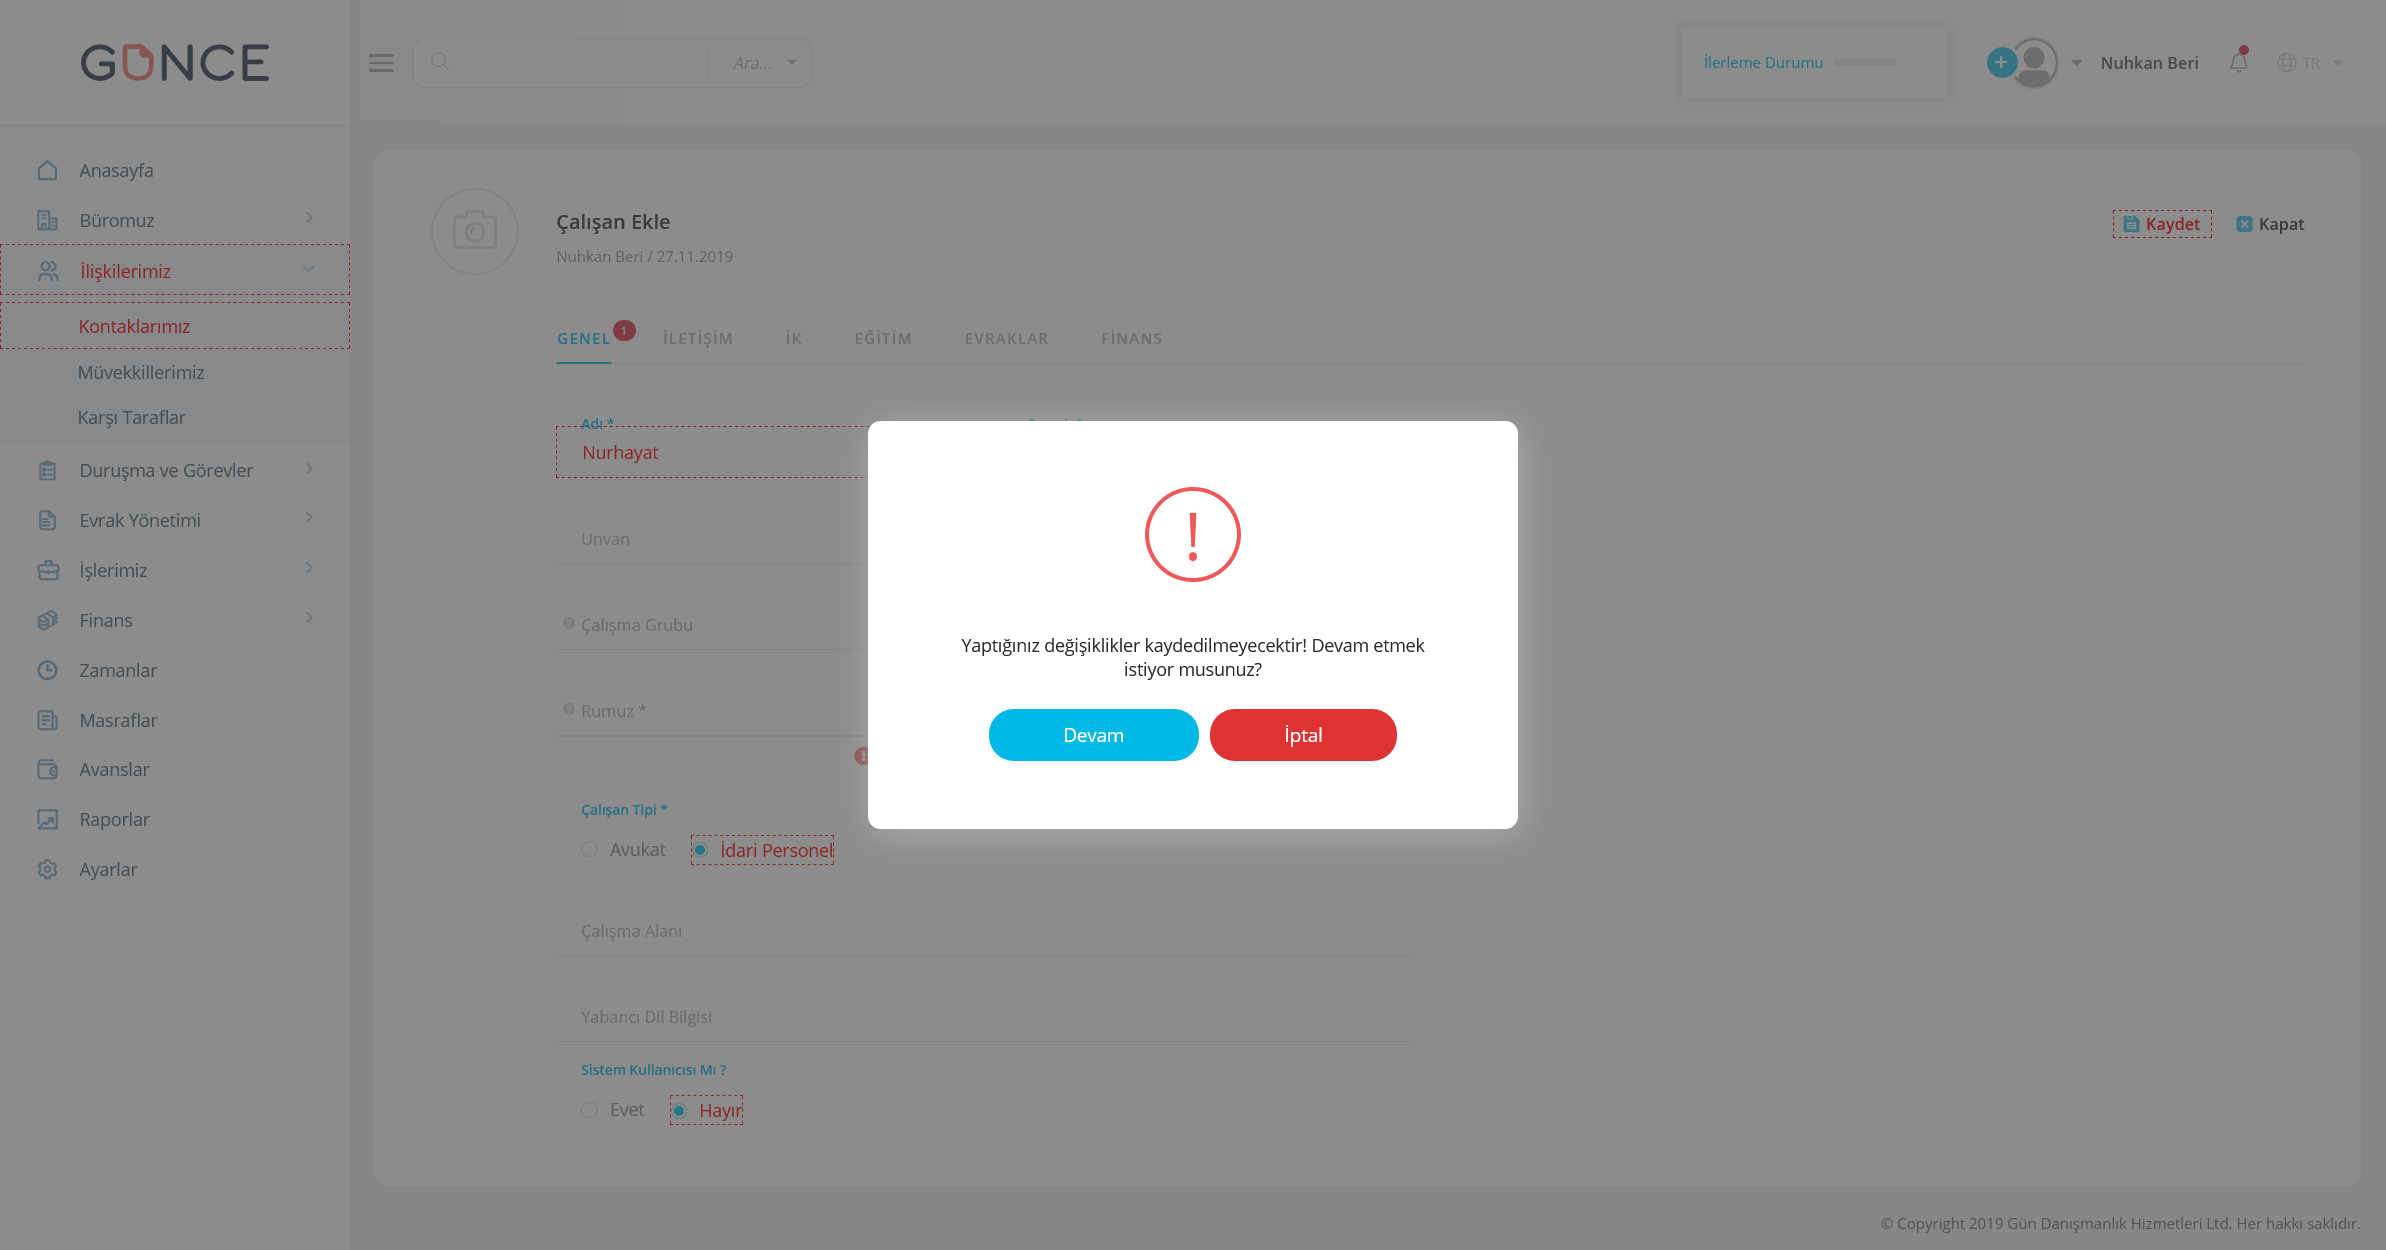 GÜNCE
Ara...
İlerleme Durumu
Nuhkan Beri
TR
Anasayfa
Büromuz
İlişkilerimiz
Kontaklarımız
Müvekkillerimiz
Karşı Taraflar
Duruşma ve Görevler
Evrak Yönetimi
İşlerimiz
Finans
Zamanlar
Masraflar
Avanslar
Raporlar
Ayarlar
Çalışan Ekle
Nuhkan Beri / 27.11.2019
Kaydet
Kapat
GENEL 1
İLETİŞİM
İK
EĞİTİM
EVRAKLAR
FİNANS
Adı *
Nurhayat
Unvan
? Çalışma Grubu
? Rumuz *
Çalışan Tipi *
Avukat
İdari Personel
Çalışma Alanı
Yabancı Dil Bilgisi
Sistem Kullanıcısı Mı ?
Evet
Hayır
!
Yaptığınız değişiklikler kaydedilmeyecektir! Devam etmek
istiyor musunuz?
Devam
İptal
© Copyright 2019 Gün Danışmanlık Hizmetleri Ltd. Her hakkı saklıdır.